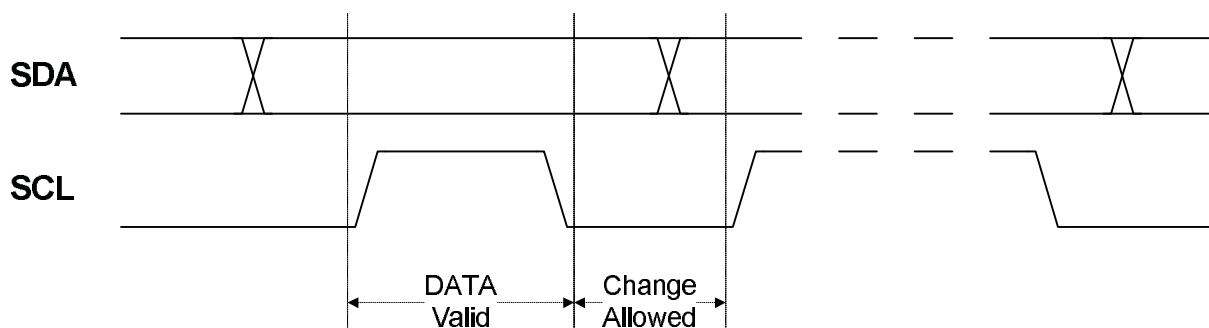 SDA
SCL
DATA
Valid
Change
Allowed